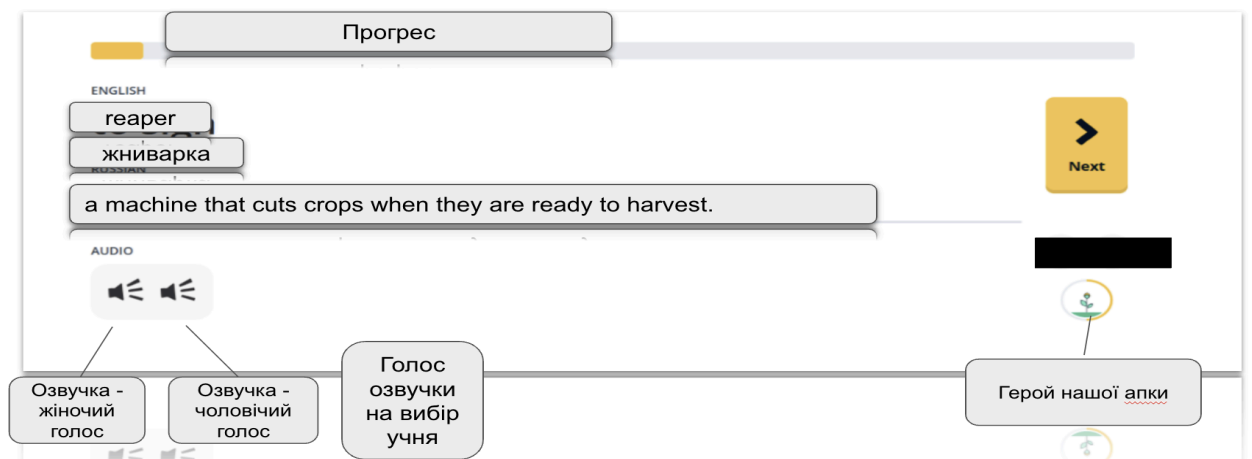 Прогрес
ENGLISH
reaper
жниварка
RUSSIAN
a machine that cuts crops when they are ready to harvest.
Next
AUDIO
Озвучка -
жіночий
голос
Озвучка -
чоловічий
голос
Голос
озвучки
на вибір
учня
Герой нашої апки